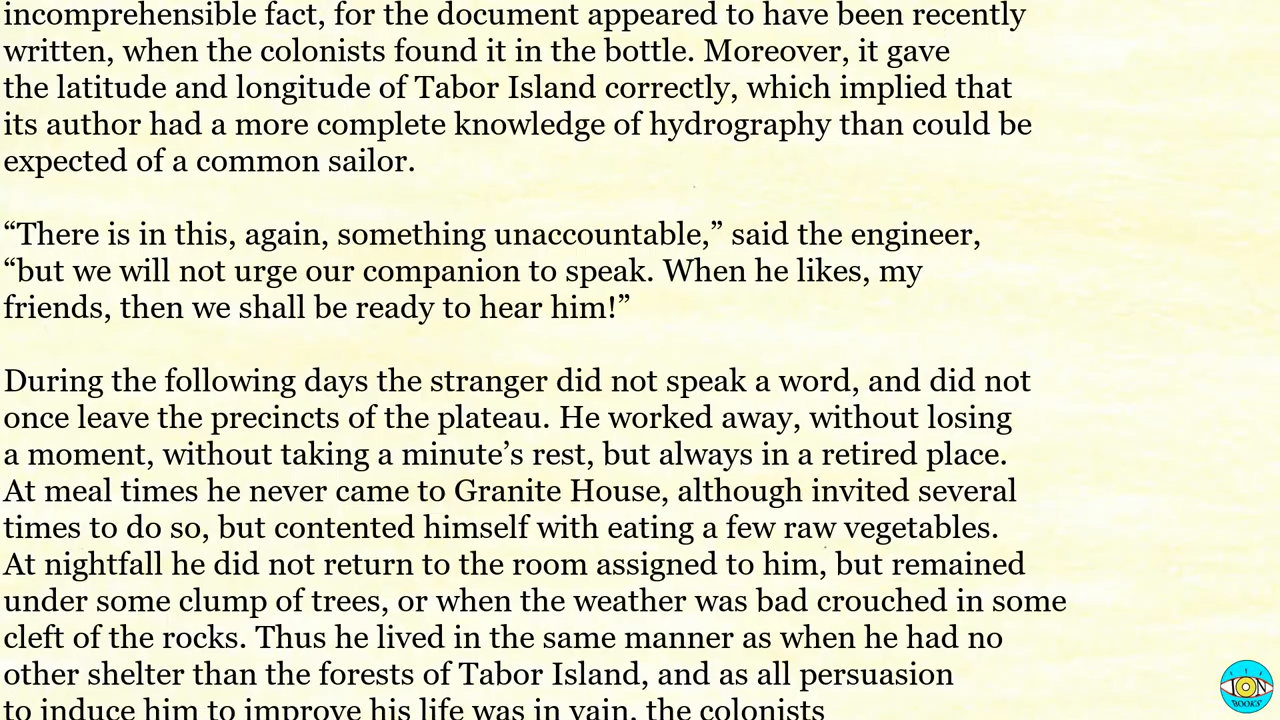 incomprehensible fact, for the document appeared to have been recently
written, when the colonists found it in the bottle. Moreover, it gave
the latitude and longitude of Tabor Island correctly, which implied that
its author had a more complete knowledge of hydrography than could be
expected of a common sailor.
“There is in this, again, something unaccountable,” said the engineer,
“but we will not urge our companion to speak. When he likes, my
friends, then we shall be ready to hear him!”
During the following days the stranger did not speak a word, and did not
once leave the precincts of the plateau. He worked away, without losing
a moment, without taking a minute’s rest, but always in a retired place.
At meal times he never came to Granite House, although invited several
times to do so, but contented himself with eating a few raw vegetables.
At nightfall he did not return to the room assigned to him, but remained
under some clump of trees, or when the weather was bad crouched in some
cleft of the rocks. Thus he lived in the same manner as when he had no
other shelter than the forests of Tabor Island, and as all persuasion
to induce him to improve his life was in vain, the colonists
ION
BOOKS